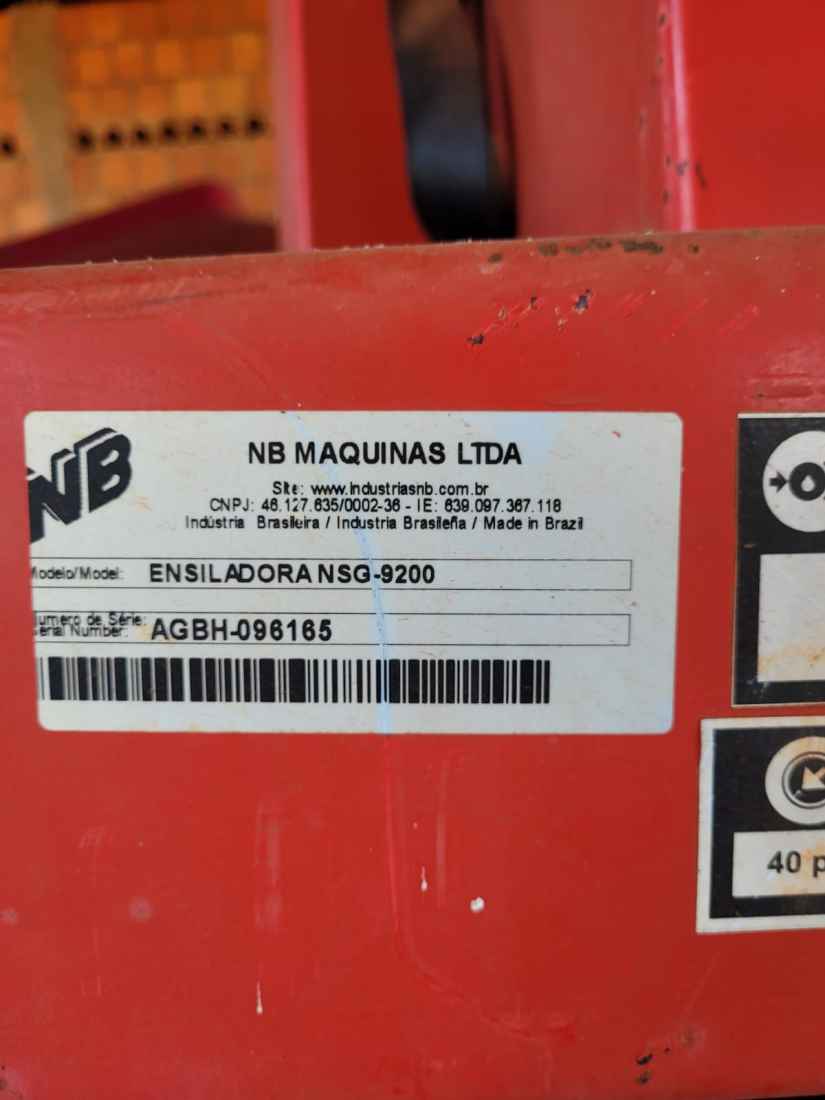 NB
NB MAQUINAS LTDA
Site: www.industriasnb.com.br
CNPJ: 46.127.635/0002-36 - IE: 639.097.367.118
Indústria Brasileira / Industria Brasileña / Made in Brazil
Modelo/Model: ENSILADORA NSG-9200
Numero de Série:
Serial Number: AGBH-096165
40 p